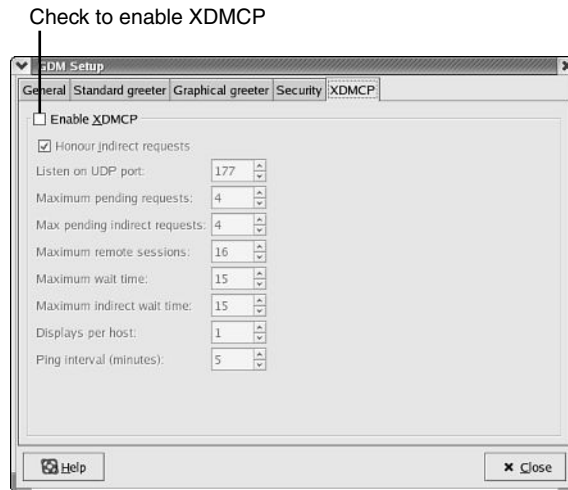 Check to enable XDMCP
GDM Setup
General Standard greeter Graphical greeter Security XDMCP
Enable XDMCP
Honour indirect requests
Listen on UDP port: 177
Maximum pending requests: 4
Max pending indirect requests: 4
Maximum remote sessions: 16
Maximum wait time: 15
Maximum indirect wait time: 15
Displays per host: 1
Ping interval (minutes): 5
Help Close